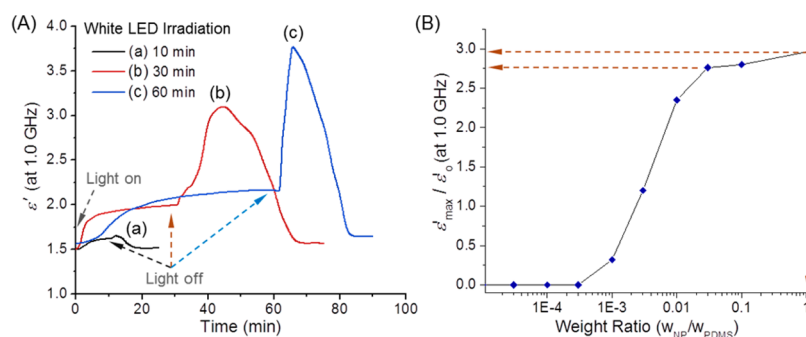 (A)
White LED Irradiation
(a) 10 min
(b) 30 min
(c) 60 min
(c)
(b)
(a)
Light on
Light off
4.0
3.5
3.0
2.5
2.0
1.5
1.0
ε' (at 1.0 GHz)
0
20
40
60
80
100
Time (min)
(B)
3.0
2.5
2.0
1.5
1.0
0.5
0.0
ε'max / ε'o (at 1.0 GHz)
1E-4
1E-3
0.01
0.1
1
Weight Ratio (wNP/wPDMS)